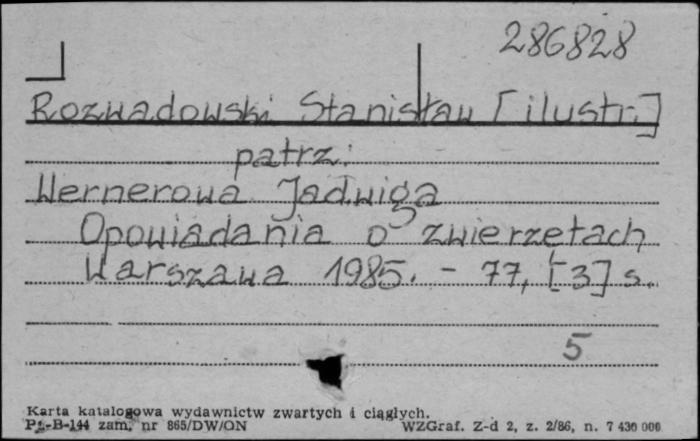 286828
Rozwadowski Stanisław [ilustr.]
patrz:
Wernerowa Jadwiga
Opowiadania o zwierzętach
Warszawa 1985. - 77, [3] s.
5
Karta katalogowa wydawnictw zwartych i ciągłych.
Pt-B-144 zam. nr 865/DW/ON WZGraf. Z-d 2, z. 2/86, n. 7 430 000